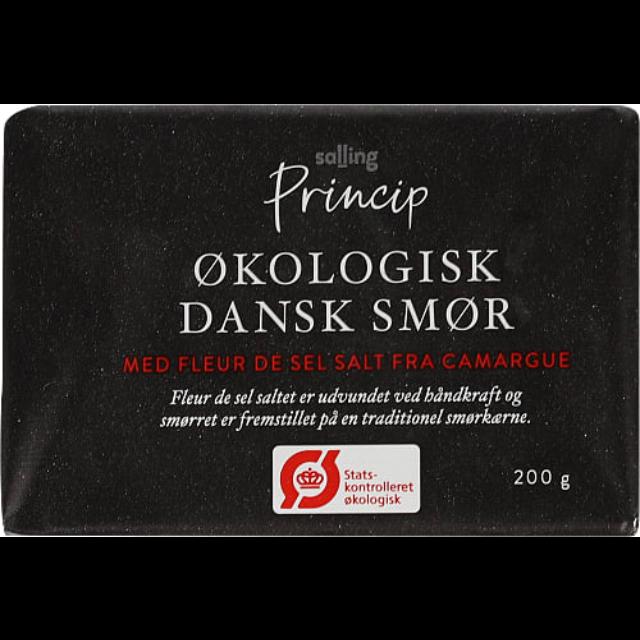 salling
Princip
ØKOLOGISK
DANSK SMØR
MED FLEUR DE SEL SALT FRA CAMARGUE
Fleur de sel saltet er udvundet ved håndkraft og
smørret er fremstillet på en traditionel smørkærne.
Stats-
kontrolleret
økologisk
200 g